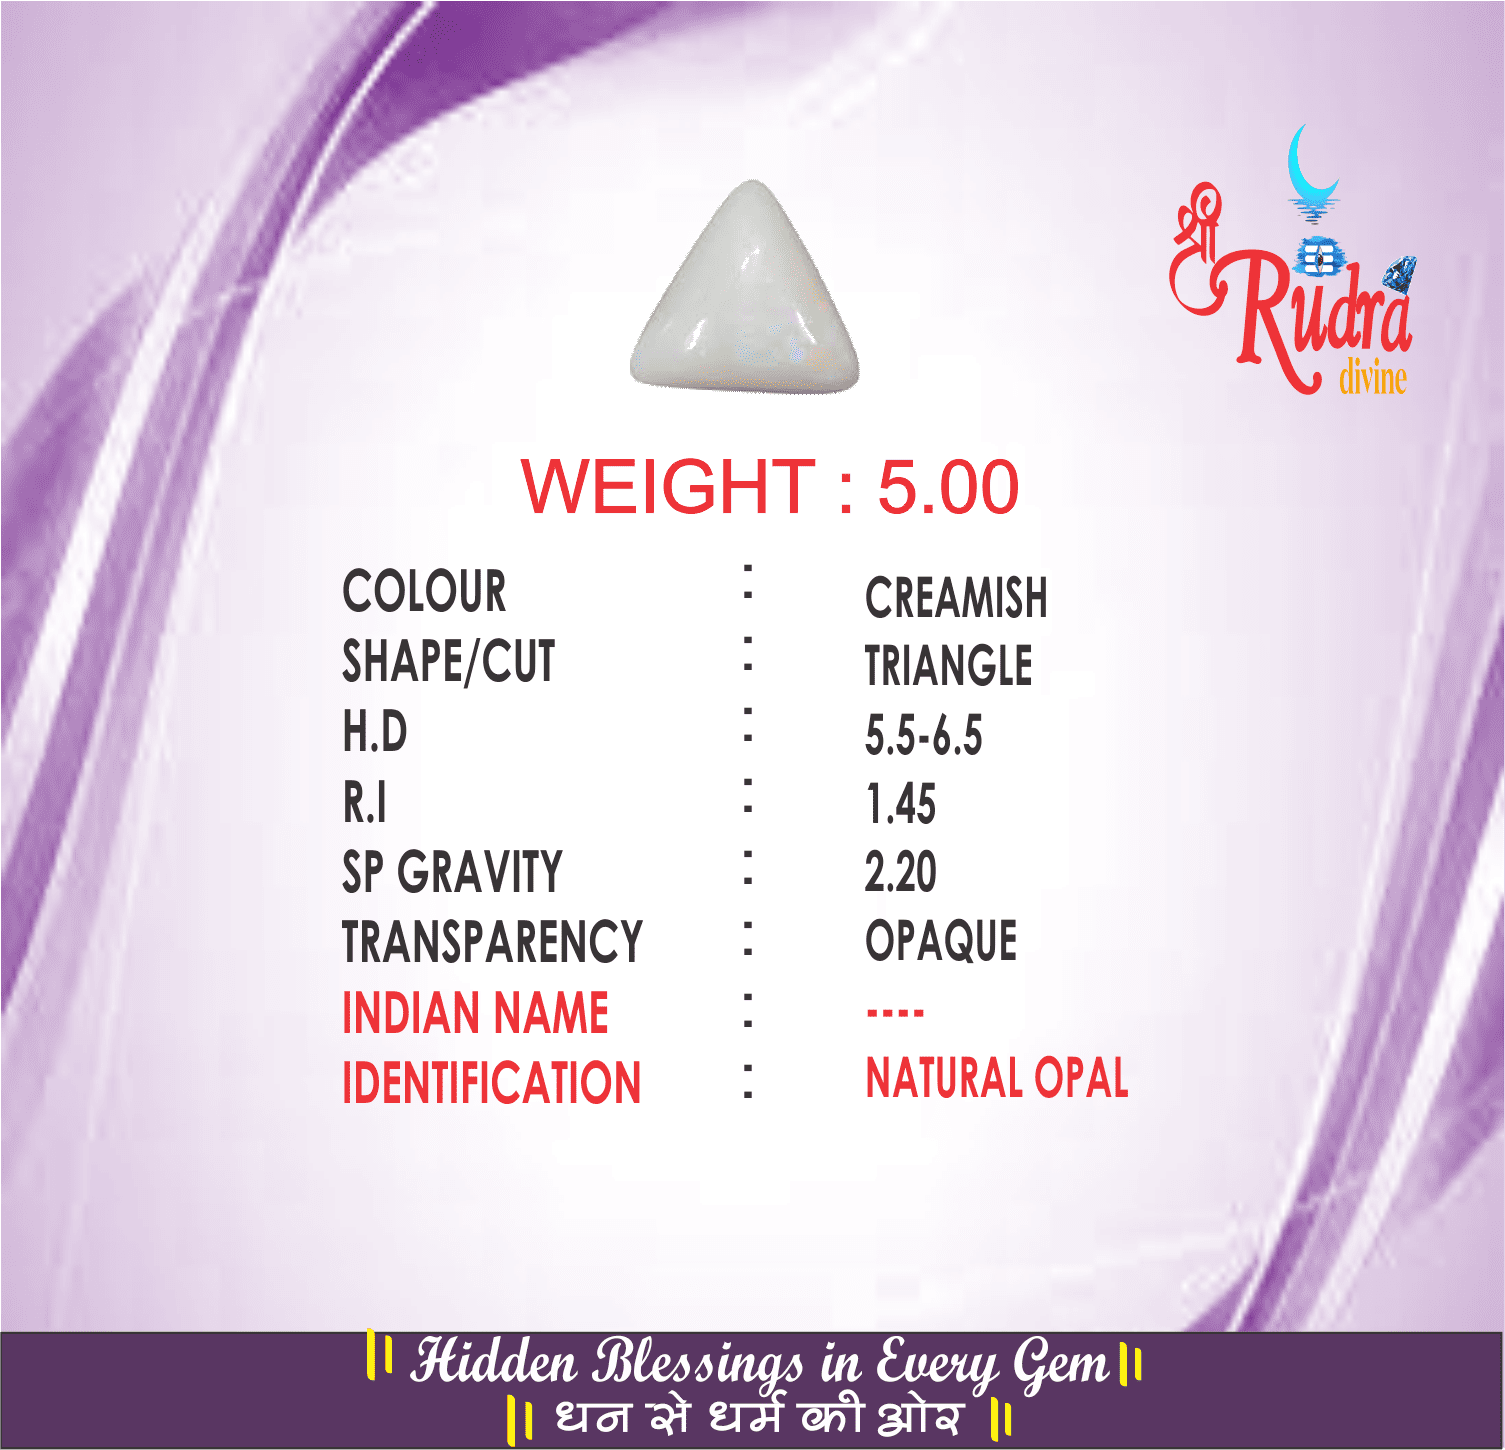 श्री
Rudra
divine
WEIGHT : 5.00
COLOUR : CREAMISH
SHAPE/CUT : TRIANGLE
H.D : 5.5-6.5
R.I : 1.45
SP GRAVITY : 2.20
TRANSPARENCY : OPAQUE
INDIAN NAME : ----
IDENTIFICATION : NATURAL OPAL
|| Hidden Blessings in Every Gem ||
|| धन से धर्म की ओर ||